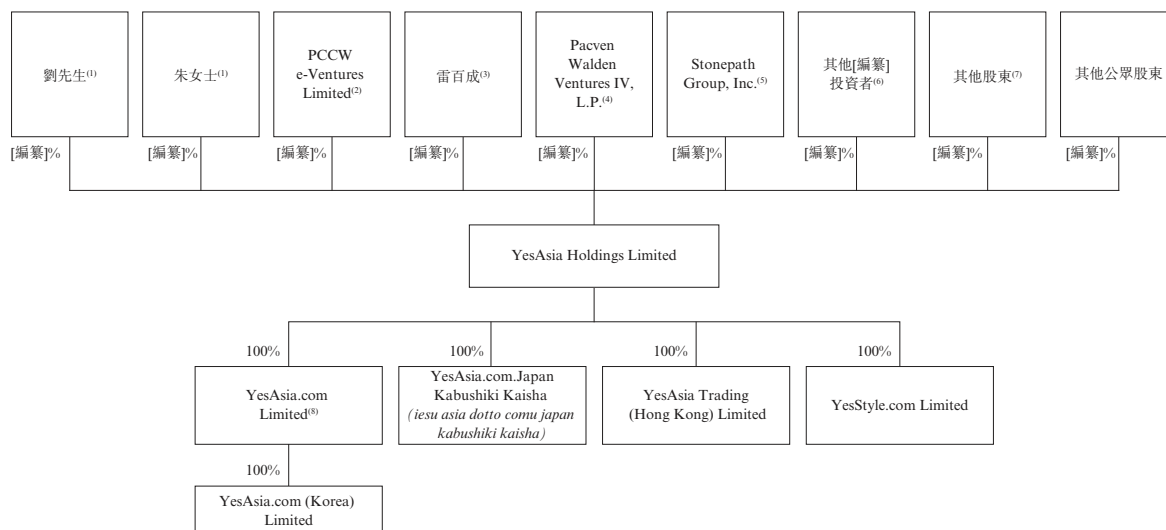 劉先生(1)
朱女士(1)
PCCW
e-Ventures
Limited(2)
雷百成(3)
Pacven
Walden
Ventures IV,
L.P.(4)
Stonepath
Group, Inc.(5)
其他[編纂]
投資者(6)
其他股東(7)
其他公眾股東
[編纂]%
[編纂]%
[編纂]%
[編纂]%
[編纂]%
[編纂]%
[編纂]%
[編纂]%
[編纂]%
YesAsia Holdings Limited
100%
100%
100%
100%
YesAsia.com
Limited(8)
YesAsia.com.Japan
Kabushiki Kaisha
(iesu asia dotto comu japan
kabushiki kaisha)
YesAsia Trading
(Hong Kong) Limited
YesStyle.com Limited
100%
YesAsia.com (Korea)
Limited